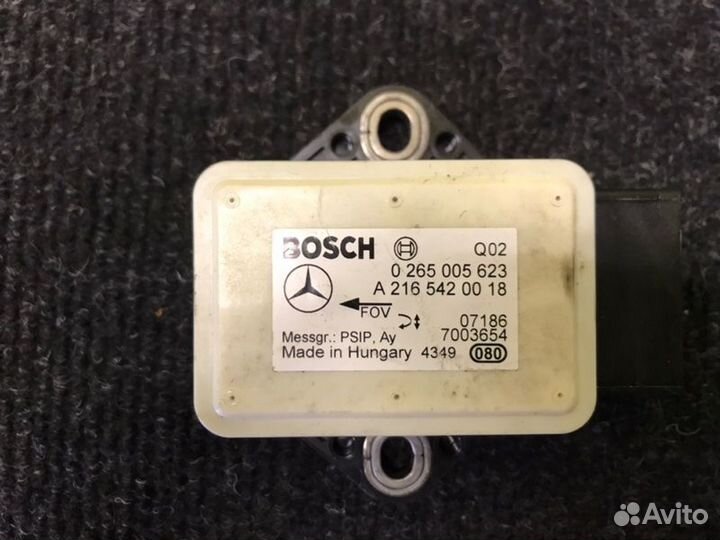 BOSCH Q02
0 265 005 623
A 216 542 00 18
FOV
07186
Messgr.: PSIP, Ay 7003654
Made in Hungary 4349 080
Avito